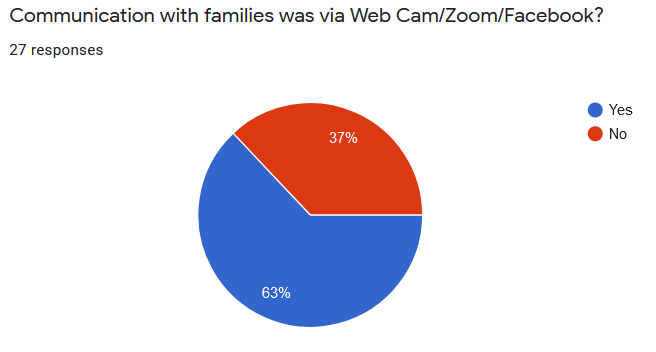 Communication with families was via Web Cam/Zoom/Facebook?
27 responses
Yes
No
37%
63%